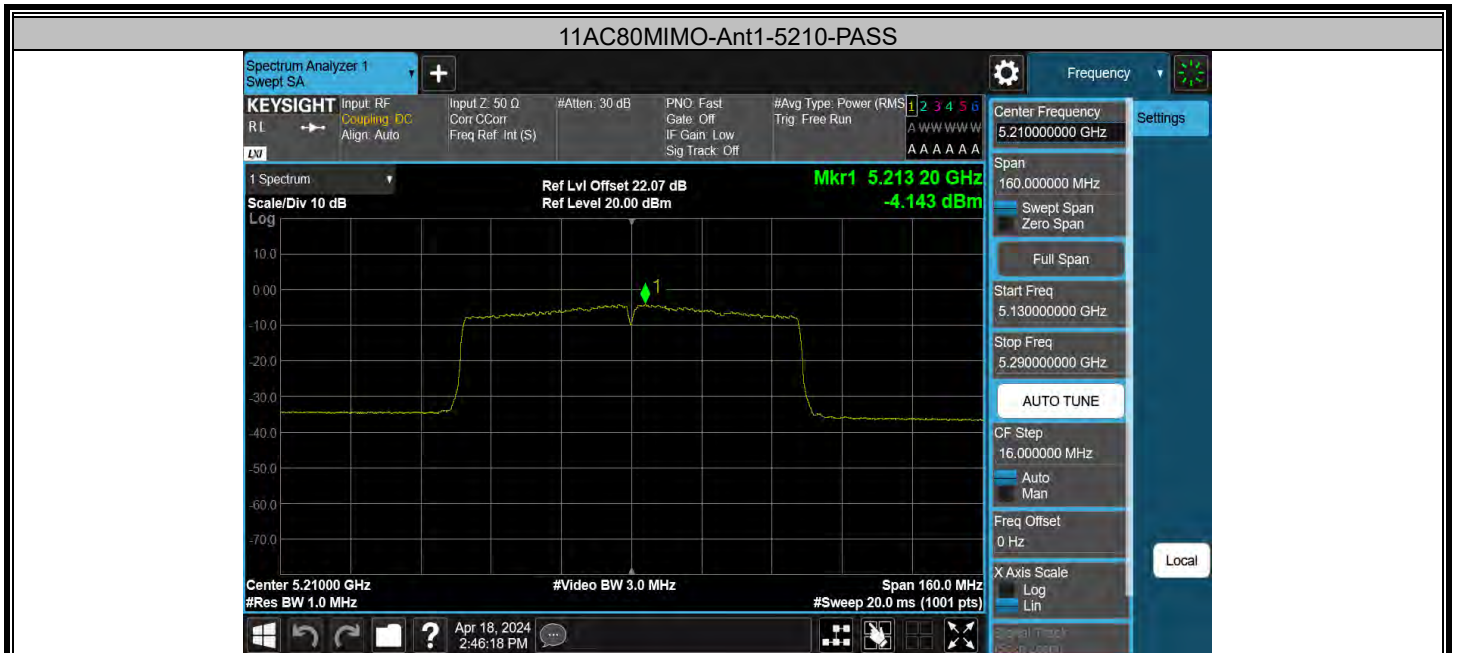 11AC80MIMO-Ant1-5210-PASS
Spectrum Analyzer 1
Swept SA
+
Frequency
KEYSIGHT
RL
LXI
Input: RF
Coupling: DC
Align: Auto
Input Z: 50 Ω
Corr CCorr
Freq Ref: Int (S)
#Atten: 30 dB
PNO: Fast
Gate: Off
IF Gain: Low
Sig Track: Off
#Avg Type: Power (RMS
Trig: Free Run
1 2 3 4 5 6
A WW WW W
A A A A A A
1 Spectrum
Scale/Div 10 dB
Log
Ref Lvl Offset 22.07 dB
Ref Level 20.00 dBm
Mkr1 5.213 20 GHz
-4.143 dBm
10.0
0.00
-10.0
-20.0
-30.0
-40.0
-50.0
-60.0
-70.0
1
Center 5.21000 GHz
#Res BW 1.0 MHz
#Video BW 3.0 MHz
Span 160.0 MHz
#Sweep 20.0 ms (1001 pts)
Center Frequency
5.210000000 GHz
Settings
Span
160.000000 MHz
Swept Span
Zero Span
Full Span
Start Freq
5.130000000 GHz
Stop Freq
5.290000000 GHz
AUTO TUNE
CF Step
16.000000 MHz
Auto
Man
Freq Offset
0 Hz
X Axis Scale
Log
Lin
Signal Track
(Span Zoom)
Local
?
Apr 18, 2024
2:46:18 PM